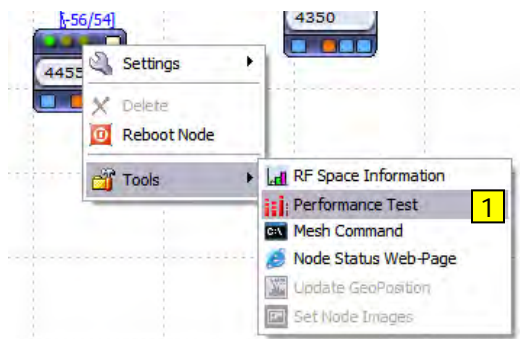 [-56/54]
4350
4455
Settings
Delete
Reboot Node
Tools
RF Space Information
Performance Test
1
Mesh Command
Node Status Web-Page
Update GeoPosition
Set Node Images